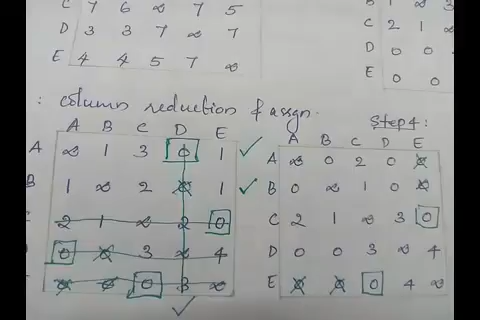 C 7 6 ∞ 7 5
D 3 3 7 ∞ 7
E 4 4 5 7 ∞
B 1 ∞ 3
C 2 1 ∞
D 0 0
E 0 0
: column reduction & assgn.
A B C D E
A ∞ 1 3 0 1 ✓
B 1 ∞ 2 0 1 ✓
2 1 ∞ 2 0
0 0 3 ∞ 4
0 0 0 3 ∞
✓
Step 4:
A B C D E
A ∞ 0 2 0 0
B 0 ∞ 1 0 0
C 2 1 ∞ 3 0
D 0 0 3 ∞ 4
E 0 0 0 4 ∞